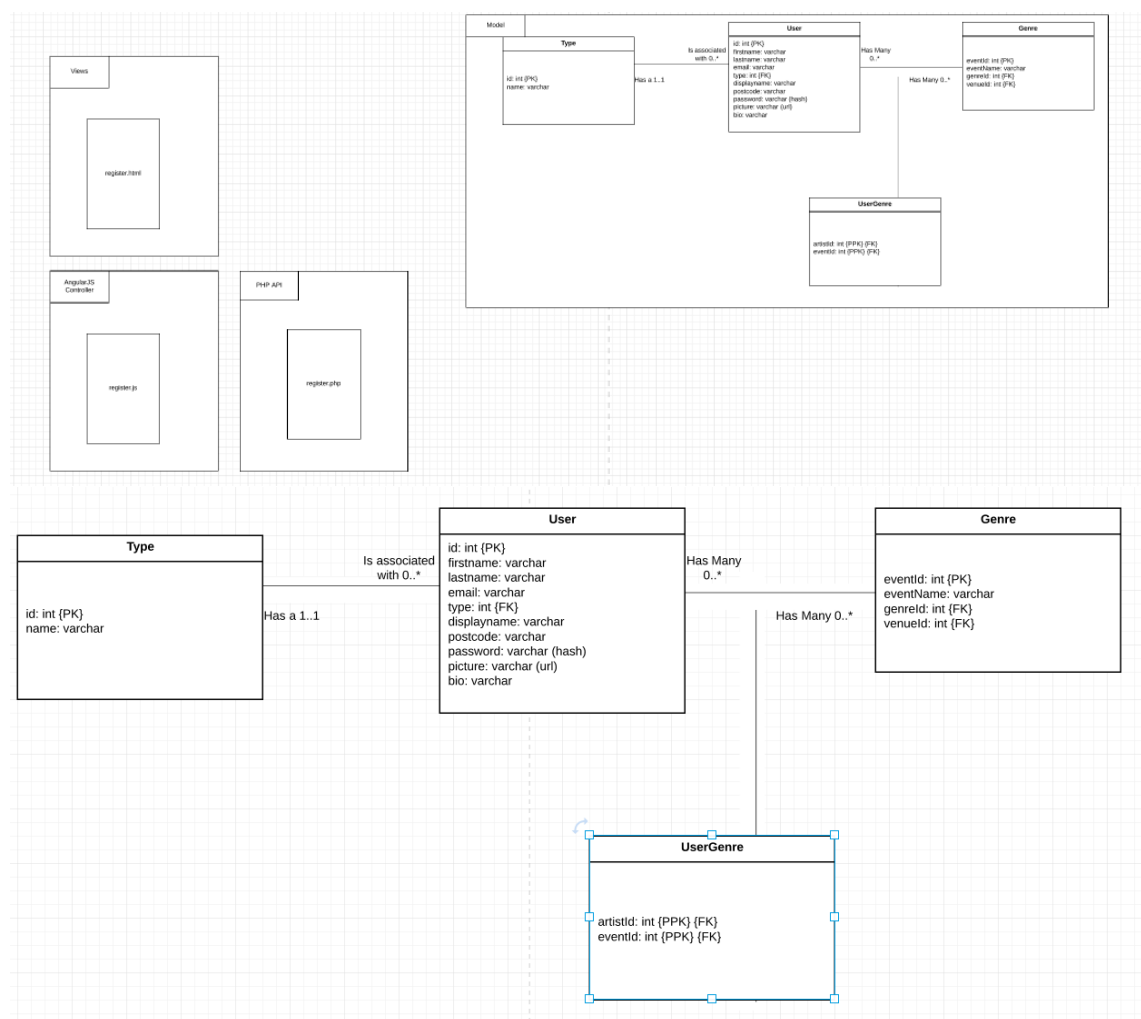 Views
register.html
AngularJS
Controller
register.js
PHP API
register.php
Model
Type
id: int {PK}
name: varchar
Is associated
with 0..*
Has a 1..1
User
id: int {PK}
firstname: varchar
lastname: varchar
email: varchar
type: int {FK}
displayname: varchar
postcode: varchar
password: varchar (hash)
picture: varchar (url)
bio: varchar
Has Many
0..*
Has Many 0..*
Genre
eventId: int {PK}
eventName: varchar
genreId: int {FK}
venueId: int {FK}
UserGenre
artistId: int {PPK} {FK}
eventId: int {PPK} {FK}
Type
id: int {PK}
name: varchar
Is associated
with 0..*
Has a 1..1
User
id: int {PK}
firstname: varchar
lastname: varchar
email: varchar
type: int {FK}
displayname: varchar
postcode: varchar
password: varchar (hash)
picture: varchar (url)
bio: varchar
Has Many
0..*
Has Many 0..*
Genre
eventId: int {PK}
eventName: varchar
genreId: int {FK}
venueId: int {FK}
UserGenre
artistId: int {PPK} {FK}
eventId: int {PPK} {FK}